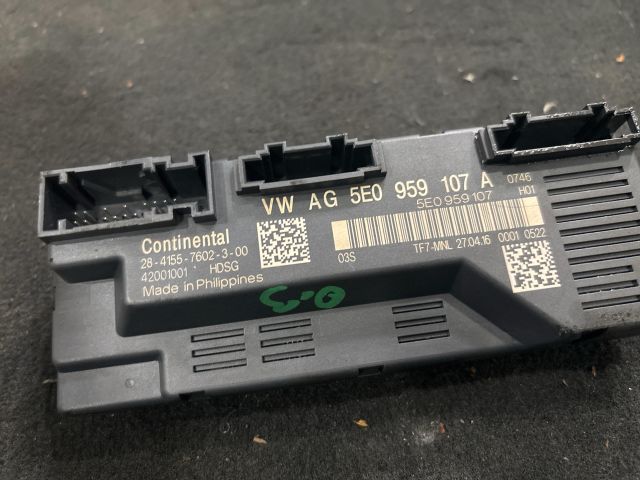 VW AG 5E0 959 107 A 0746
5E0 959 107 H01
Continental
28-4155-7602-3-00
42001001 HDSG
Made in Philippines
03S TF7-MNL 27.04.16 0001 0522